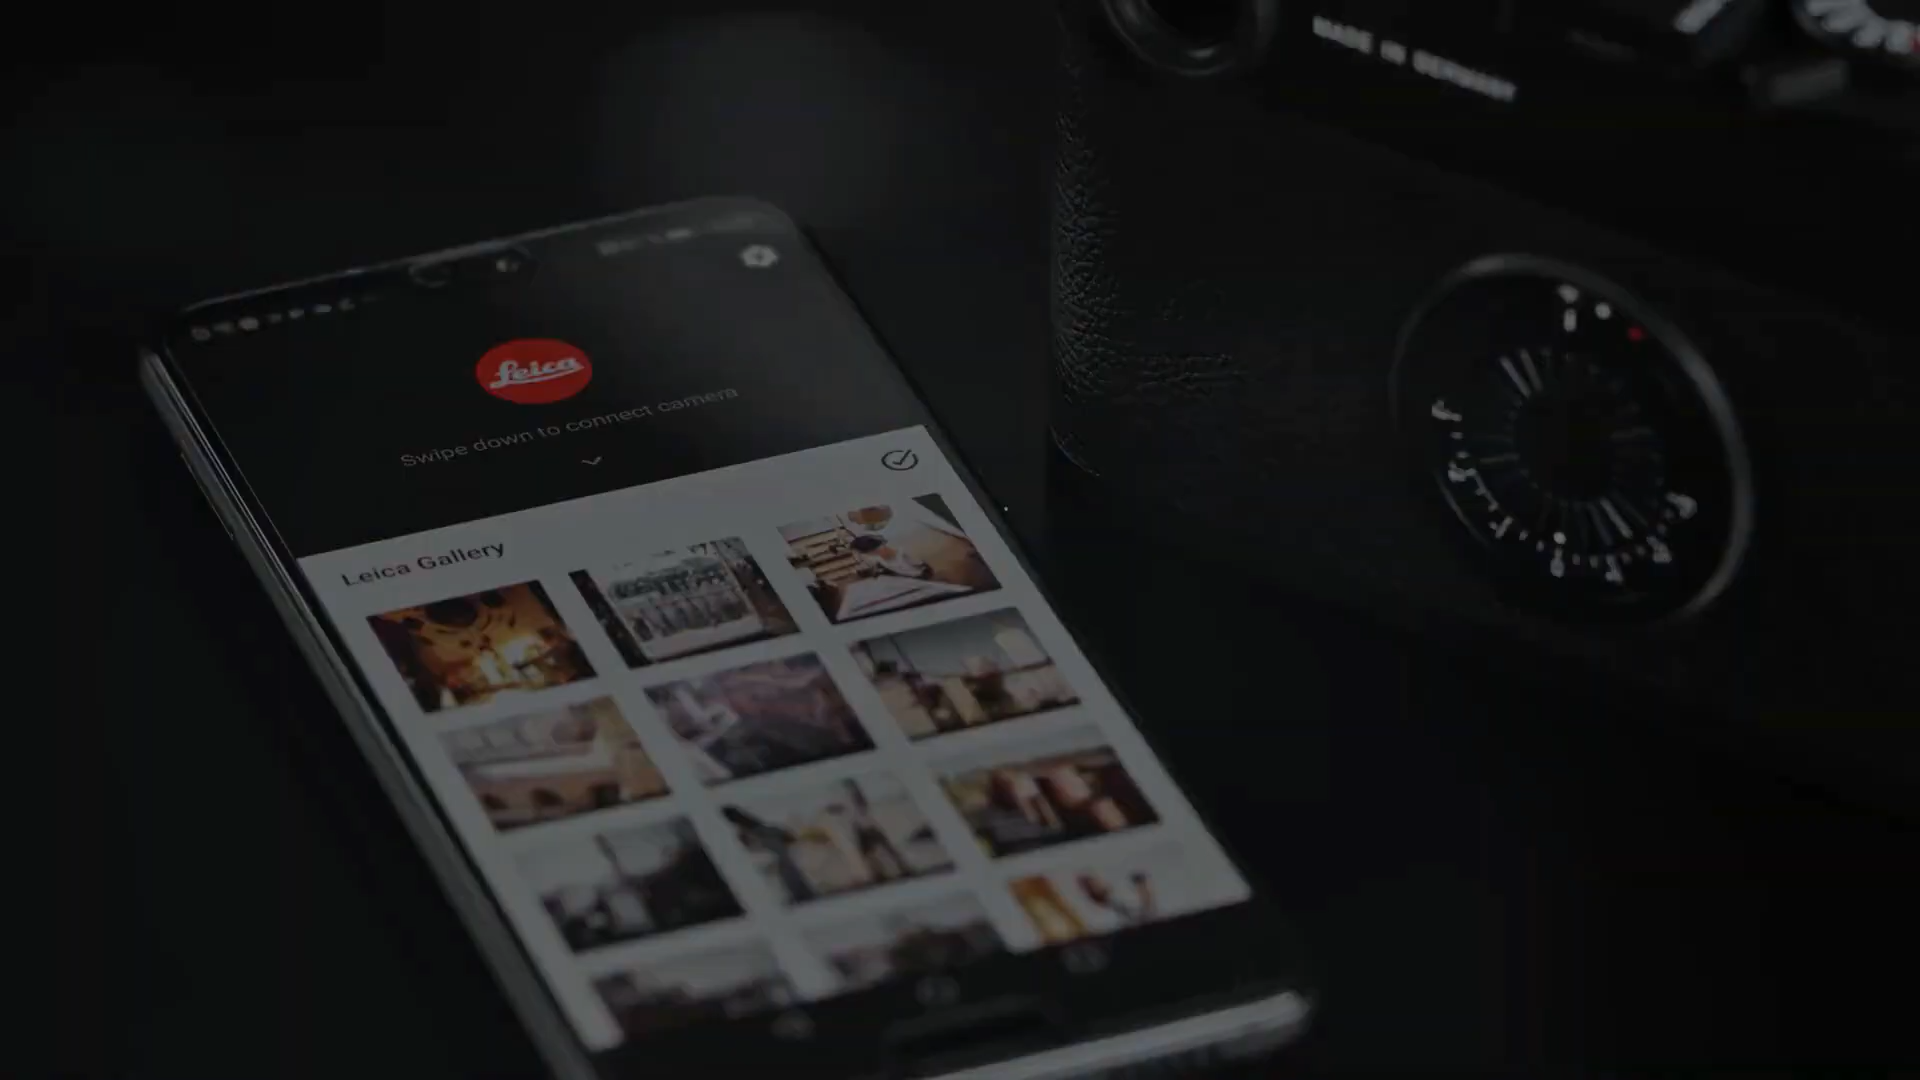 MADE IN GERMANY
Leica
Swipe down to connect camera
Leica Gallery